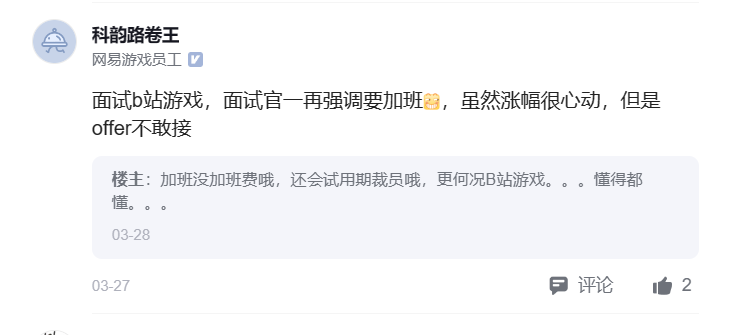 科韵路卷王
网易游戏员工
面试b站游戏，面试官一再强调要加班，虽然涨幅很心动，但是
offer不敢接
楼主：加班没加班费哦，还会试用期裁员哦，更何况B站游戏。。。懂得都
懂。。。
03-28
03-27
评论
2